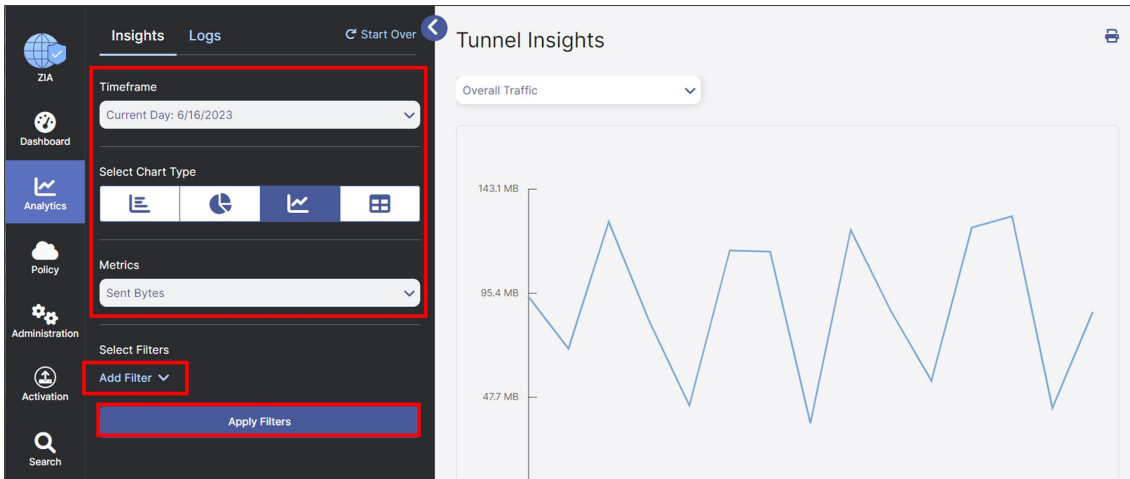 ZIA
Dashboard
Analytics
Policy
Administration
Activation
Search
Insights
Logs
Start Over
Timeframe
Current Day: 6/16/2023
Select Chart Type
Metrics
Sent Bytes
Select Filters
Add Filter
Apply Filters
Tunnel Insights
Overall Traffic
143.1 MB
95.4 MB
47.7 MB